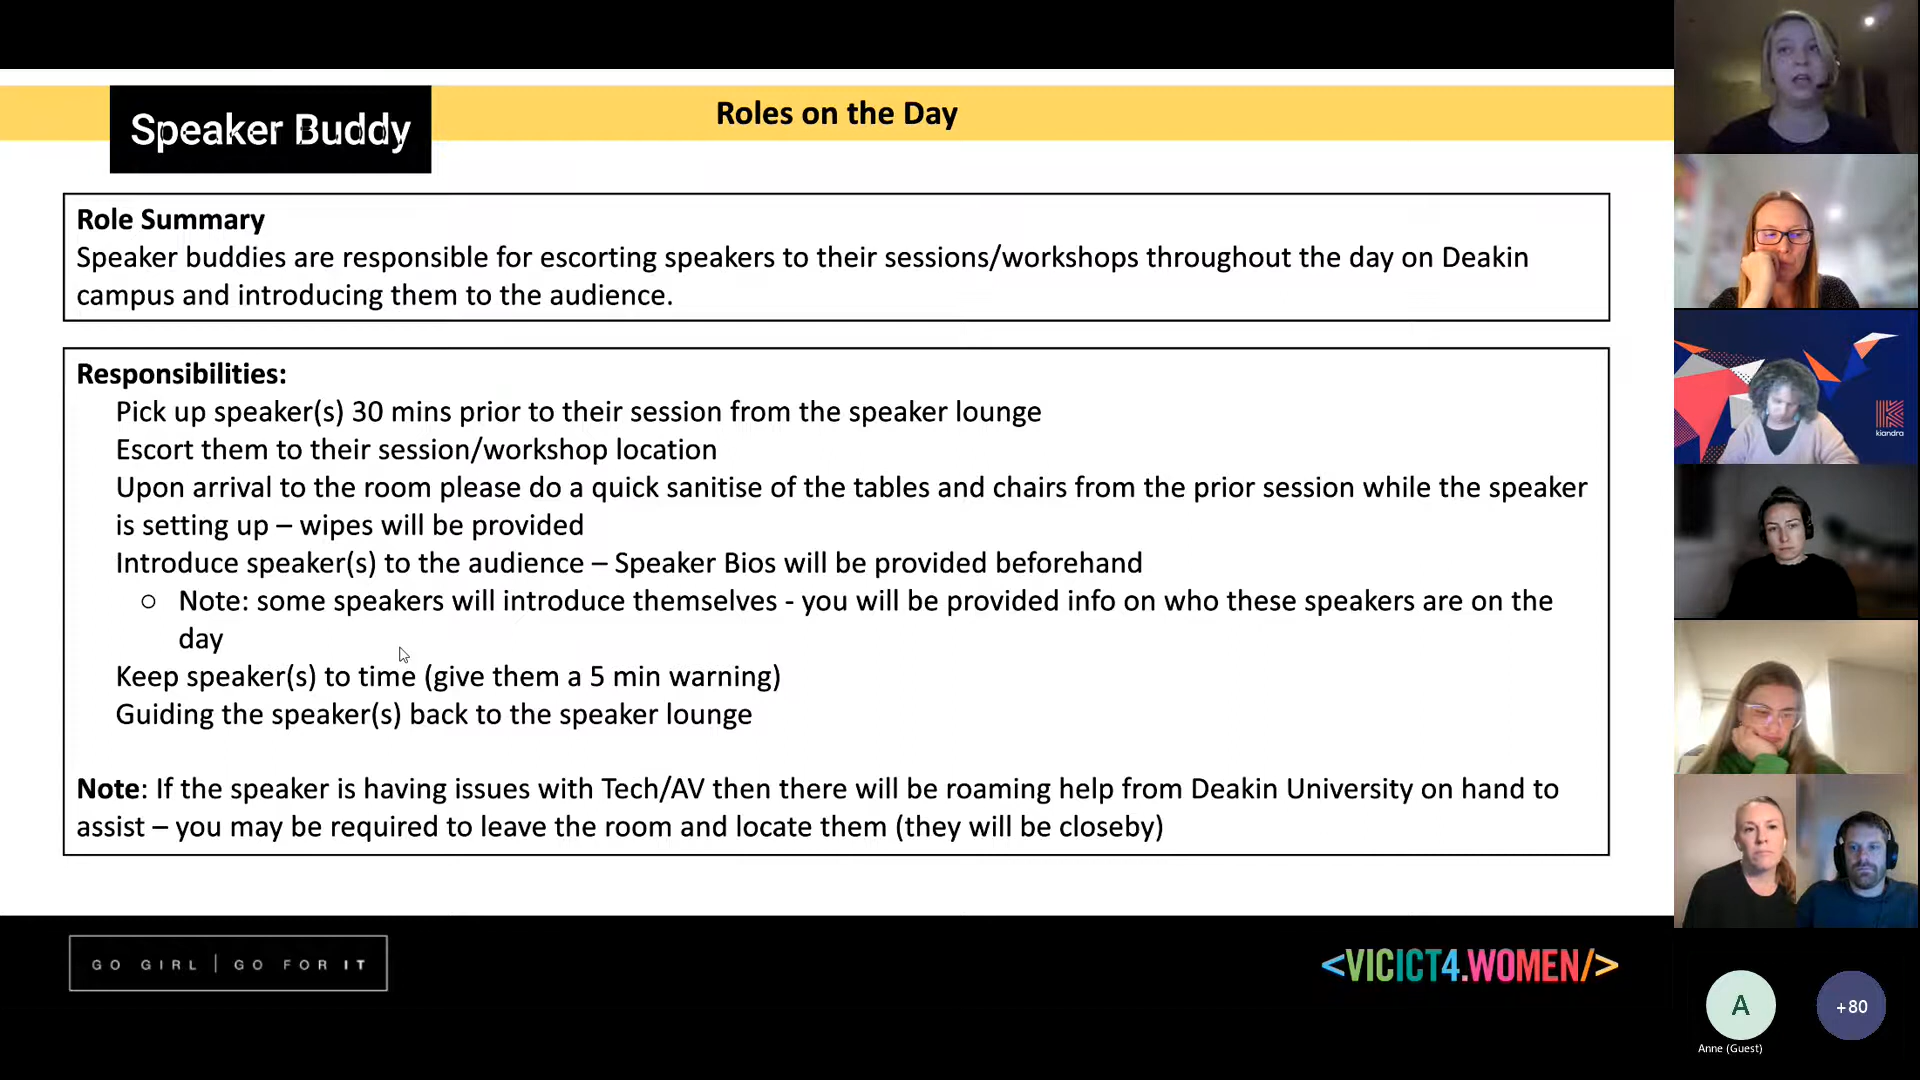 Speaker Buddy
Roles on the Day
Role Summary
Speaker buddies are responsible for escorting speakers to their sessions/workshops throughout the day on Deakin
campus and introducing them to the audience.
Responsibilities:
Pick up speaker(s) 30 mins prior to their session from the speaker lounge
Escort them to their session/workshop location
Upon arrival to the room please do a quick sanitise of the tables and chairs from the prior session while the speaker
is setting up – wipes will be provided
Introduce speaker(s) to the audience – Speaker Bios will be provided beforehand
○ Note: some speakers will introduce themselves - you will be provided info on who these speakers are on the
day
Keep speaker(s) to time (give them a 5 min warning)
Guiding the speaker(s) back to the speaker lounge
Note: If the speaker is having issues with Tech/AV then there will be roaming help from Deakin University on hand to
assist – you may be required to leave the room and locate them (they will be closeby)
GO GIRL | GO FOR IT
<VICICT4.WOMEN/>
kiandra
A
Anne (Guest)
+80